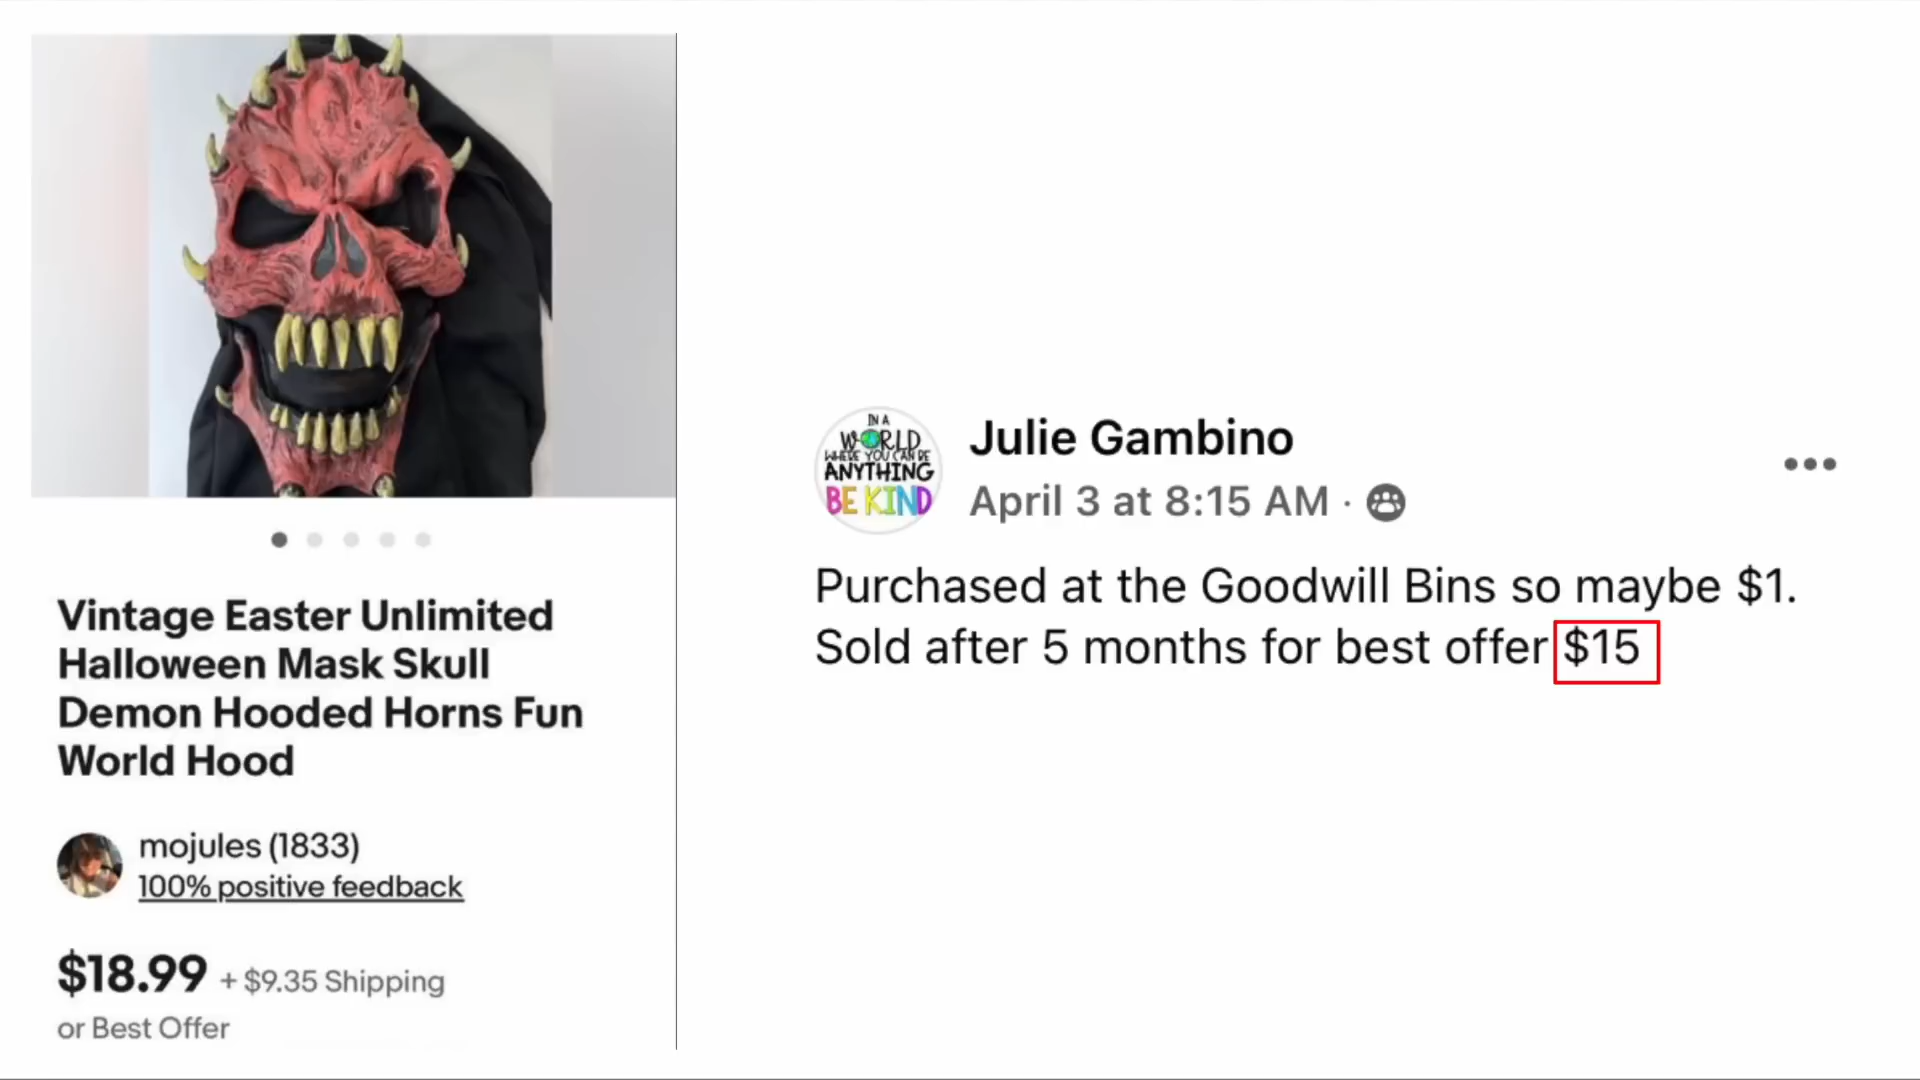 Vintage Easter Unlimited
Halloween Mask Skull
Demon Hooded Horns Fun
World Hood
mojules (1833)
100% positive feedback
$18.99 + $9.35 Shipping
or Best Offer
IN A
WORLD
WHERE YOU CAN BE
ANYTHING
BE KIND
Julie Gambino
April 3 at 8:15 AM ·
Purchased at the Goodwill Bins so maybe $1.
Sold after 5 months for best offer $15